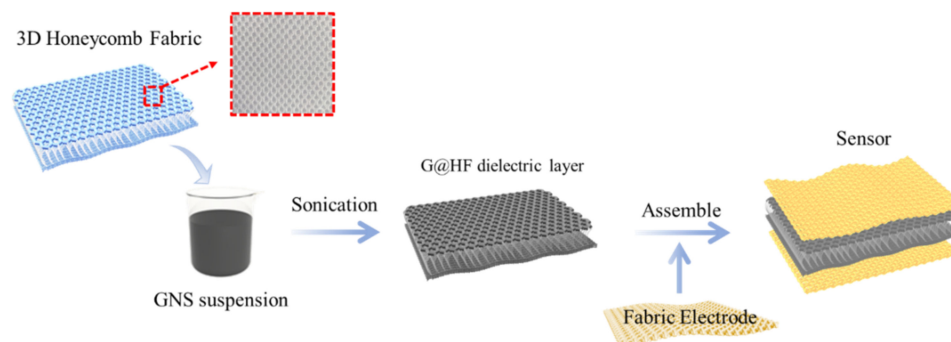 3D Honeycomb Fabric
GNS suspension
Sonication
G@HF dielectric layer
Assemble
Fabric Electrode
Sensor